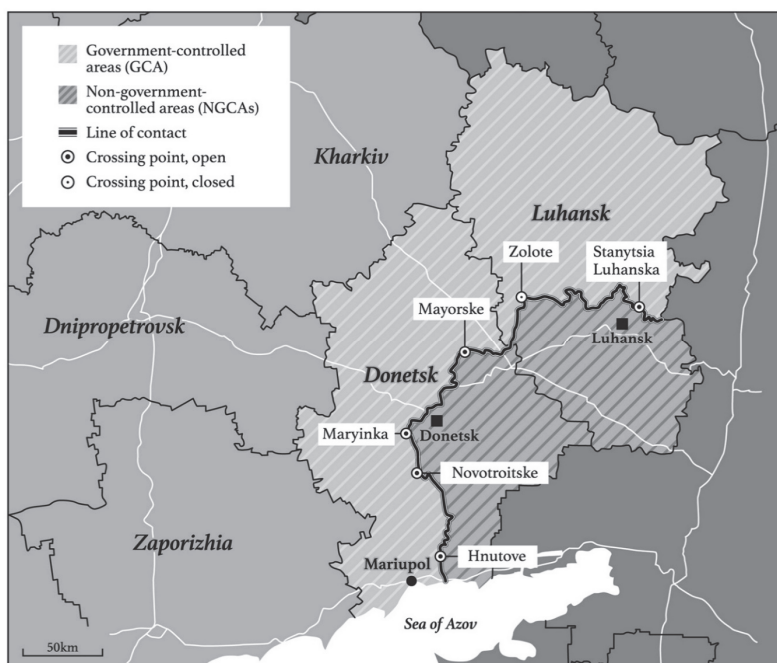 Government-controlled
areas (GCA)
Non-government-
controlled areas (NGCAs)
Line of contact
Crossing point, open
Crossing point, closed
Kharkiv
Luhansk
Zolote
Stanytsia
Luhanska
Mayorske
Dnipropetrovsk
Luhansk
Donetsk
Maryinka
Donetsk
Novotroitske
Zaporizhia
Hnutove
Mariupol
Sea of Azov
50km